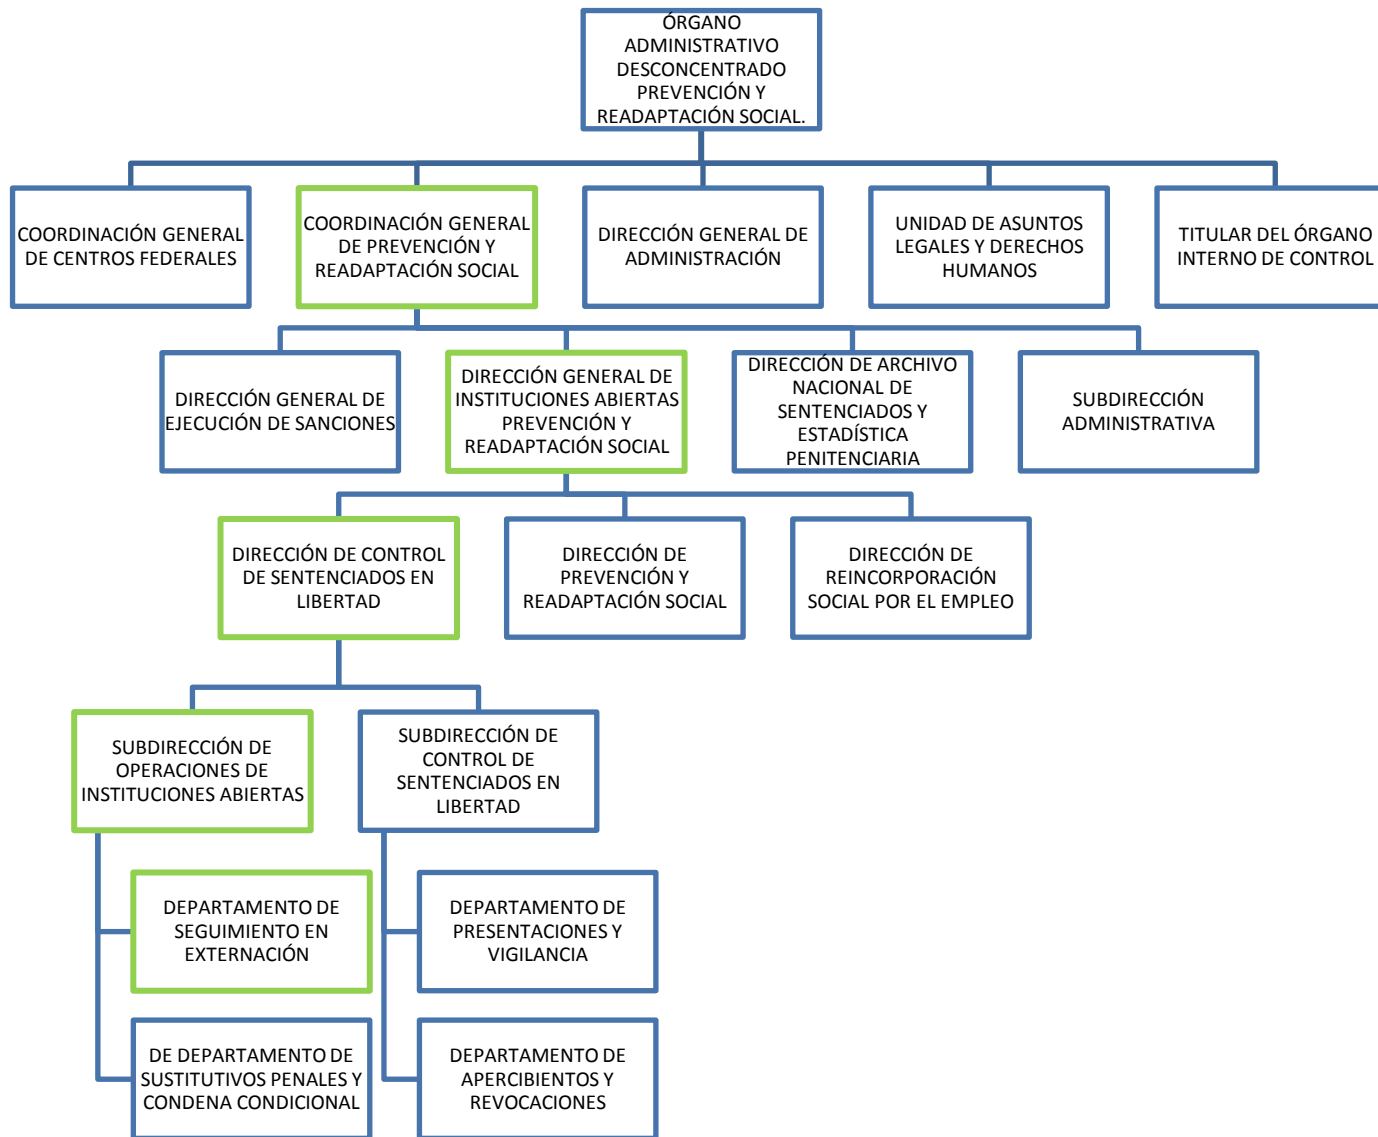 ÓRGANO
ADMINISTRATIVO
DESCONCENTRADO
PREVENCIÓN Y
READAPTACIÓN SOCIAL.
COORDINACIÓN GENERAL
DE CENTROS FEDERALES
COORDINACIÓN GENERAL
DE PREVENCIÓN Y
READAPTACIÓN SOCIAL
DIRECCIÓN GENERAL DE
ADMINISTRACIÓN
UNIDAD DE ASUNTOS
LEGALES Y DERECHOS
HUMANOS
TITULAR DEL ÓRGANO
INTERNO DE CONTROL
DIRECCIÓN GENERAL DE
EJECUCIÓN DE SANCIONES
DIRECCIÓN GENERAL DE
INSTITUCIONES ABIERTAS
PREVENCIÓN Y
READAPTACIÓN SOCIAL
DIRECCIÓN DE ARCHIVO
NACIONAL DE
SENTENCIADOS Y
ESTADÍSTICA
PENITENCIARIA
SUBDIRECCIÓN
ADMINISTRATIVA
DIRECCIÓN DE CONTROL
DE SENTENCIADOS EN
LIBERTAD
DIRECCIÓN DE
PREVENCIÓN Y
READAPTACIÓN SOCIAL
DIRECCIÓN DE
REINCORPORACIÓN
SOCIAL POR EL EMPLEO
SUBDIRECCIÓN DE
OPERACIONES DE
INSTITUCIONES ABIERTAS
SUBDIRECCIÓN DE
CONTROL DE
SENTENCIADOS EN
LIBERTAD
DEPARTAMENTO DE
SEGUIMIENTO EN
EXTERNACIÓN
DEPARTAMENTO DE
PRESENTACIONES Y
VIGILANCIA
DE DEPARTAMENTO DE
SUSTITUTIVOS PENALES Y
CONDENA CONDICIONAL
DEPARTAMENTO DE
APERCIBIENTOS Y
REVOCACIONES